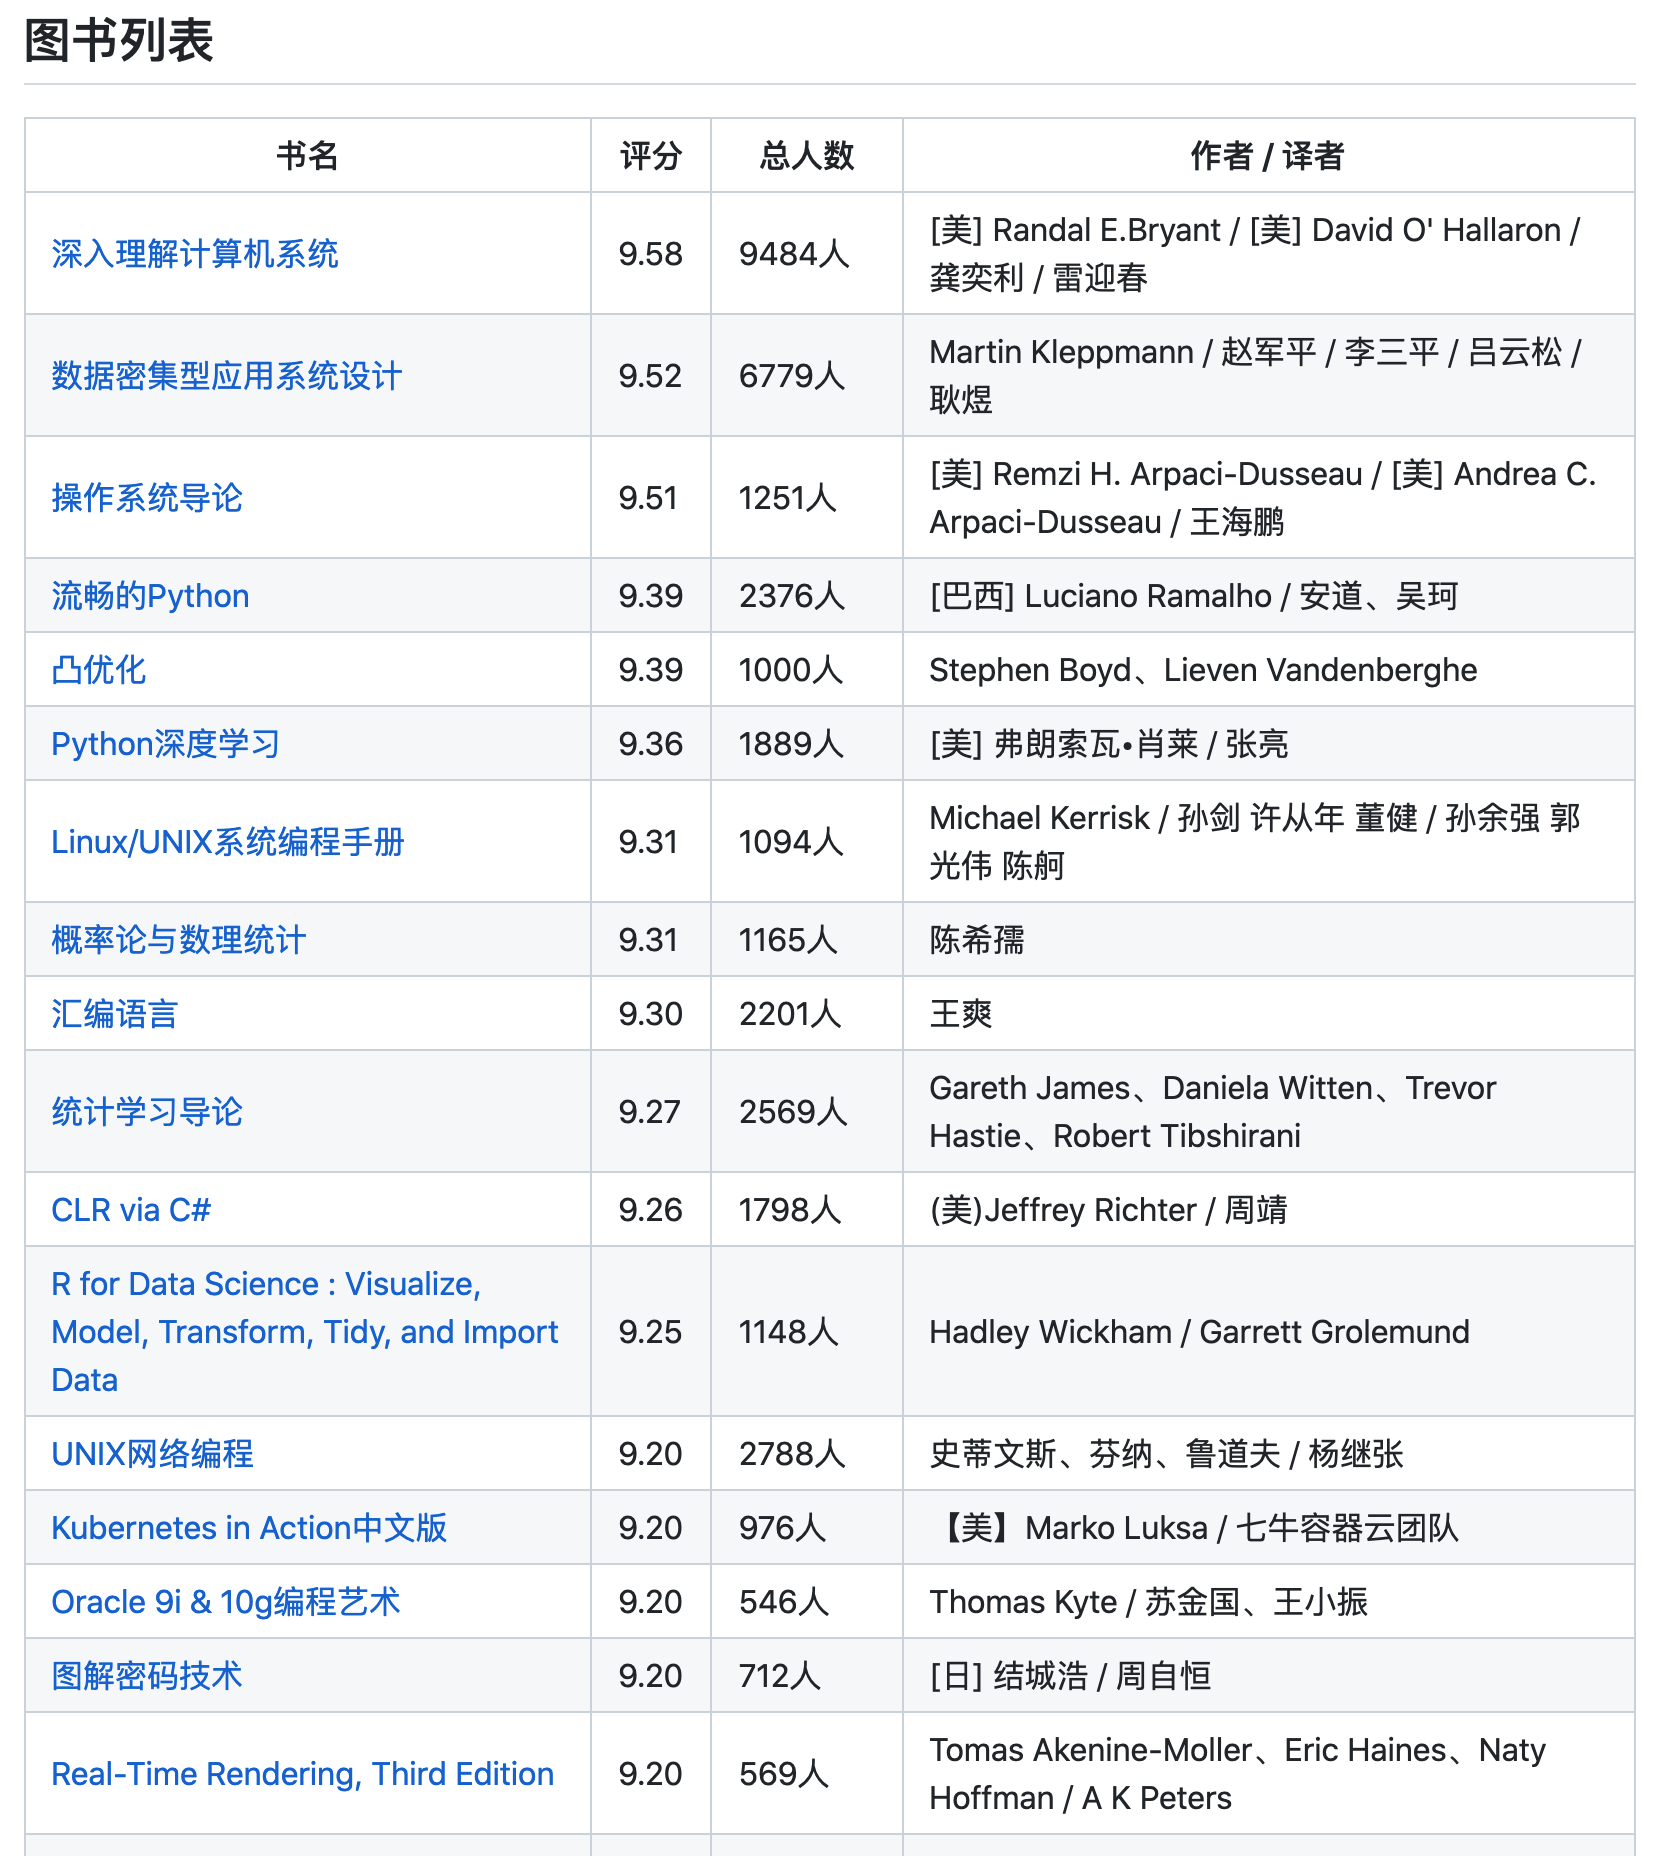 图书列表
书名 评分 总人数 作者 / 译者
深入理解计算机系统 9.58 9484人 [美] Randal E.Bryant / [美] David O' Hallaron /
龚奕利 / 雷迎春
数据密集型应用系统设计 9.52 6779人 Martin Kleppmann / 赵军平 / 李三平 / 吕云松 /
耿煜
操作系统导论 9.51 1251人 [美] Remzi H. Arpaci-Dusseau / [美] Andrea C.
Arpaci-Dusseau / 王海鹏
流畅的Python 9.39 2376人 [巴西] Luciano Ramalho / 安道、吴珂
凸优化 9.39 1000人 Stephen Boyd、Lieven Vandenberghe
Python深度学习 9.36 1889人 [美] 弗朗索瓦•肖莱 / 张亮
Linux/UNIX系统编程手册 9.31 1094人 Michael Kerrisk / 孙剑 许从年 董健 / 孙余强 郭
光伟 陈舸
概率论与数理统计 9.31 1165人 陈希孺
汇编语言 9.30 2201人 王爽
统计学习导论 9.27 2569人 Gareth James、Daniela Witten、Trevor
Hastie、Robert Tibshirani
CLR via C# 9.26 1798人 (美)Jeffrey Richter / 周靖
R for Data Science : Visualize,
Model, Transform, Tidy, and Import 9.25 1148人 Hadley Wickham / Garrett Grolemund
Data
UNIX网络编程 9.20 2788人 史蒂文斯、芬纳、鲁道夫 / 杨继张
Kubernetes in Action中文版 9.20 976人 【美】Marko Luksa / 七牛容器云团队
Oracle 9i & 10g编程艺术 9.20 546人 Thomas Kyte / 苏金国、王小振
图解密码技术 9.20 712人 [日] 结城浩 / 周自恒
Real-Time Rendering, Third Edition 9.20 569人 Tomas Akenine-Moller、Eric Haines、Naty
Hoffman / A K Peters